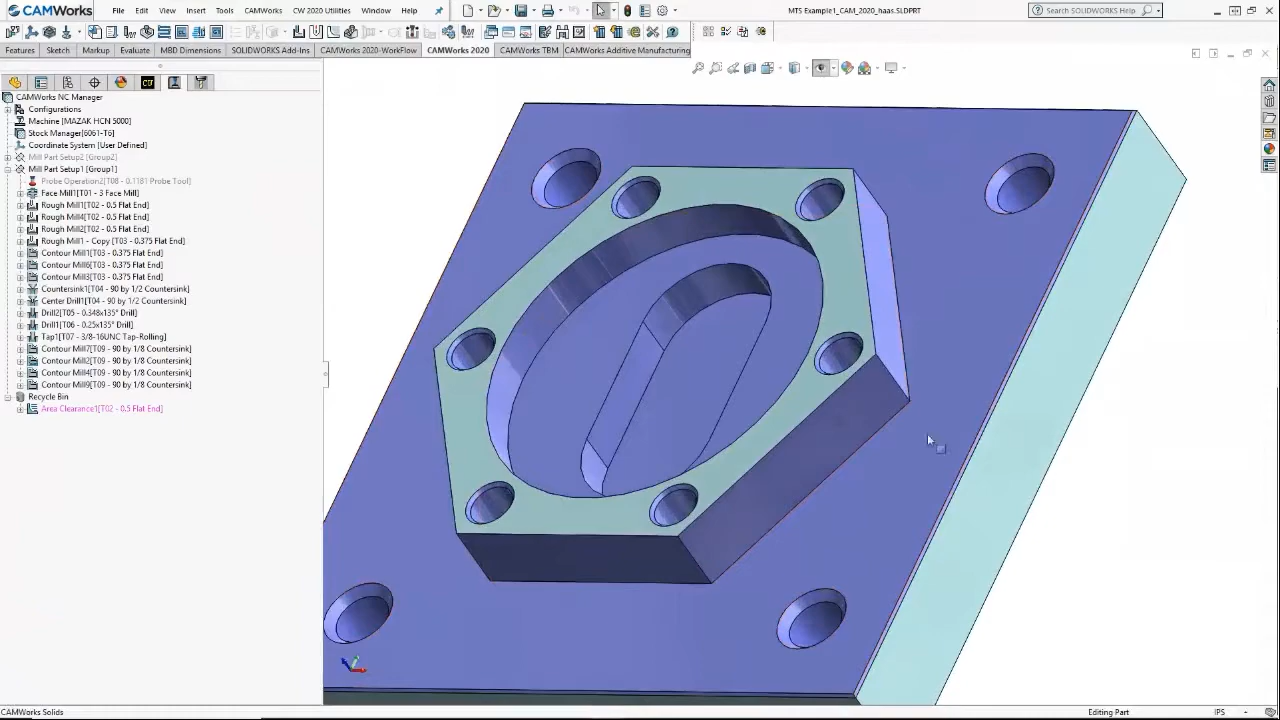 CAMWorks File Edit View Insert Tools CAMWorks CW 2020 Utilities Window Help MTS Example1_CAM_2020_haas.SLDPRT Search SOLIDWORKS Help
Features Sketch Markup Evaluate MBD Dimensions SOLIDWORKS Add-Ins CAMWorks 2020-WorkFlow CAMWorks 2020 CAMWorks TBM CAMWorks Additive Manufacturing
CAMWorks NC Manager
Configurations
Machine [MAZAK HCN 5000]
Stock Manager[6061-T6]
Coordinate System [User Defined]
Mill Part Setup2 [Group2]
Mill Part Setup1 [Group1]
Probe Operation2[T08 - 0.1181 Probe Tool]
Face Mill1[T01 - 3 Face Mill]
Rough Mill1[T02 - 0.5 Flat End]
Rough Mill4[T02 - 0.5 Flat End]
Rough Mill2[T02 - 0.5 Flat End]
Rough Mill1 - Copy [T03 - 0.375 Flat End]
Contour Mill1[T03 - 0.375 Flat End]
Contour Mill6[T03 - 0.375 Flat End]
Contour Mill3[T03 - 0.375 Flat End]
Countersink1[T04 - 90 by 1/2 Countersink]
Center Drill1[T04 - 90 by 1/2 Countersink]
Drill2[T05 - 0.348x135° Drill]
Drill1[T06 - 0.25x135° Drill]
Tap1[T07 - 3/8-16UNC Tap-Rolling]
Contour Mill7[T09 - 90 by 1/8 Countersink]
Contour Mill2[T09 - 90 by 1/8 Countersink]
Contour Mill4[T09 - 90 by 1/8 Countersink]
Contour Mill9[T09 - 90 by 1/8 Countersink]
Recycle Bin
Area Clearance1[T02 - 0.5 Flat End]
CAMWorks Solids Editing Part IPS